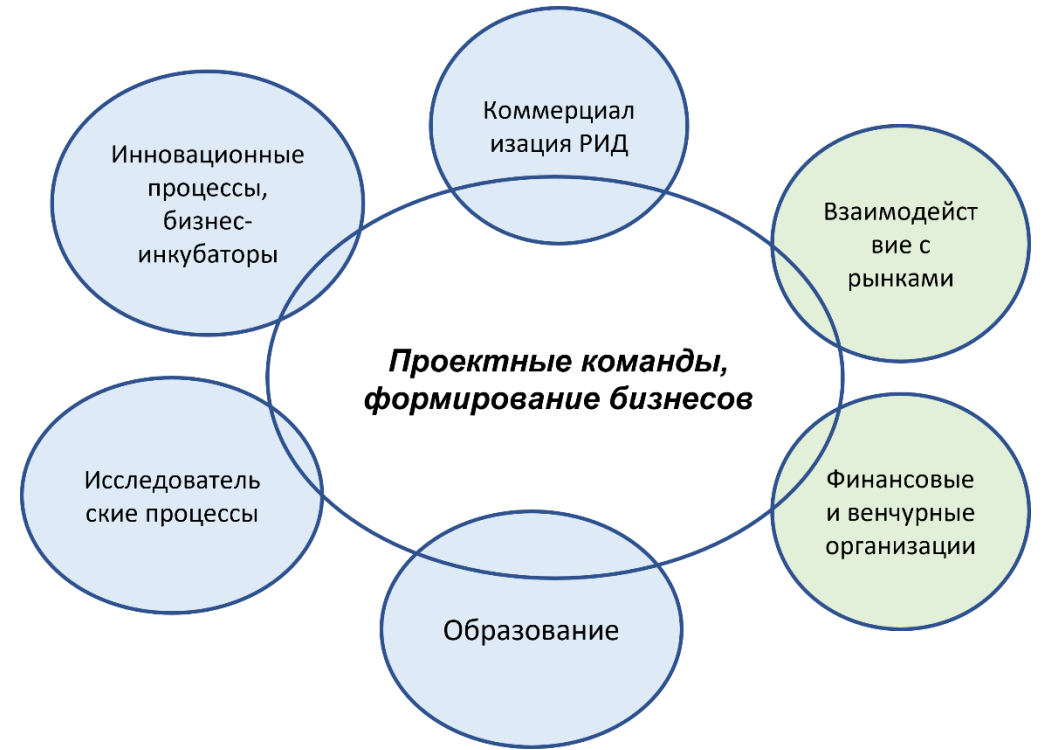 Коммерциал
изация РИД
Инновационные
процессы,
бизнес-
инкубаторы
Взаимодейст
вие с
рынками
Проектные команды,
формирование бизнесов
Исследователь
ские процессы
Финансовые
и венчурные
организации
Образование